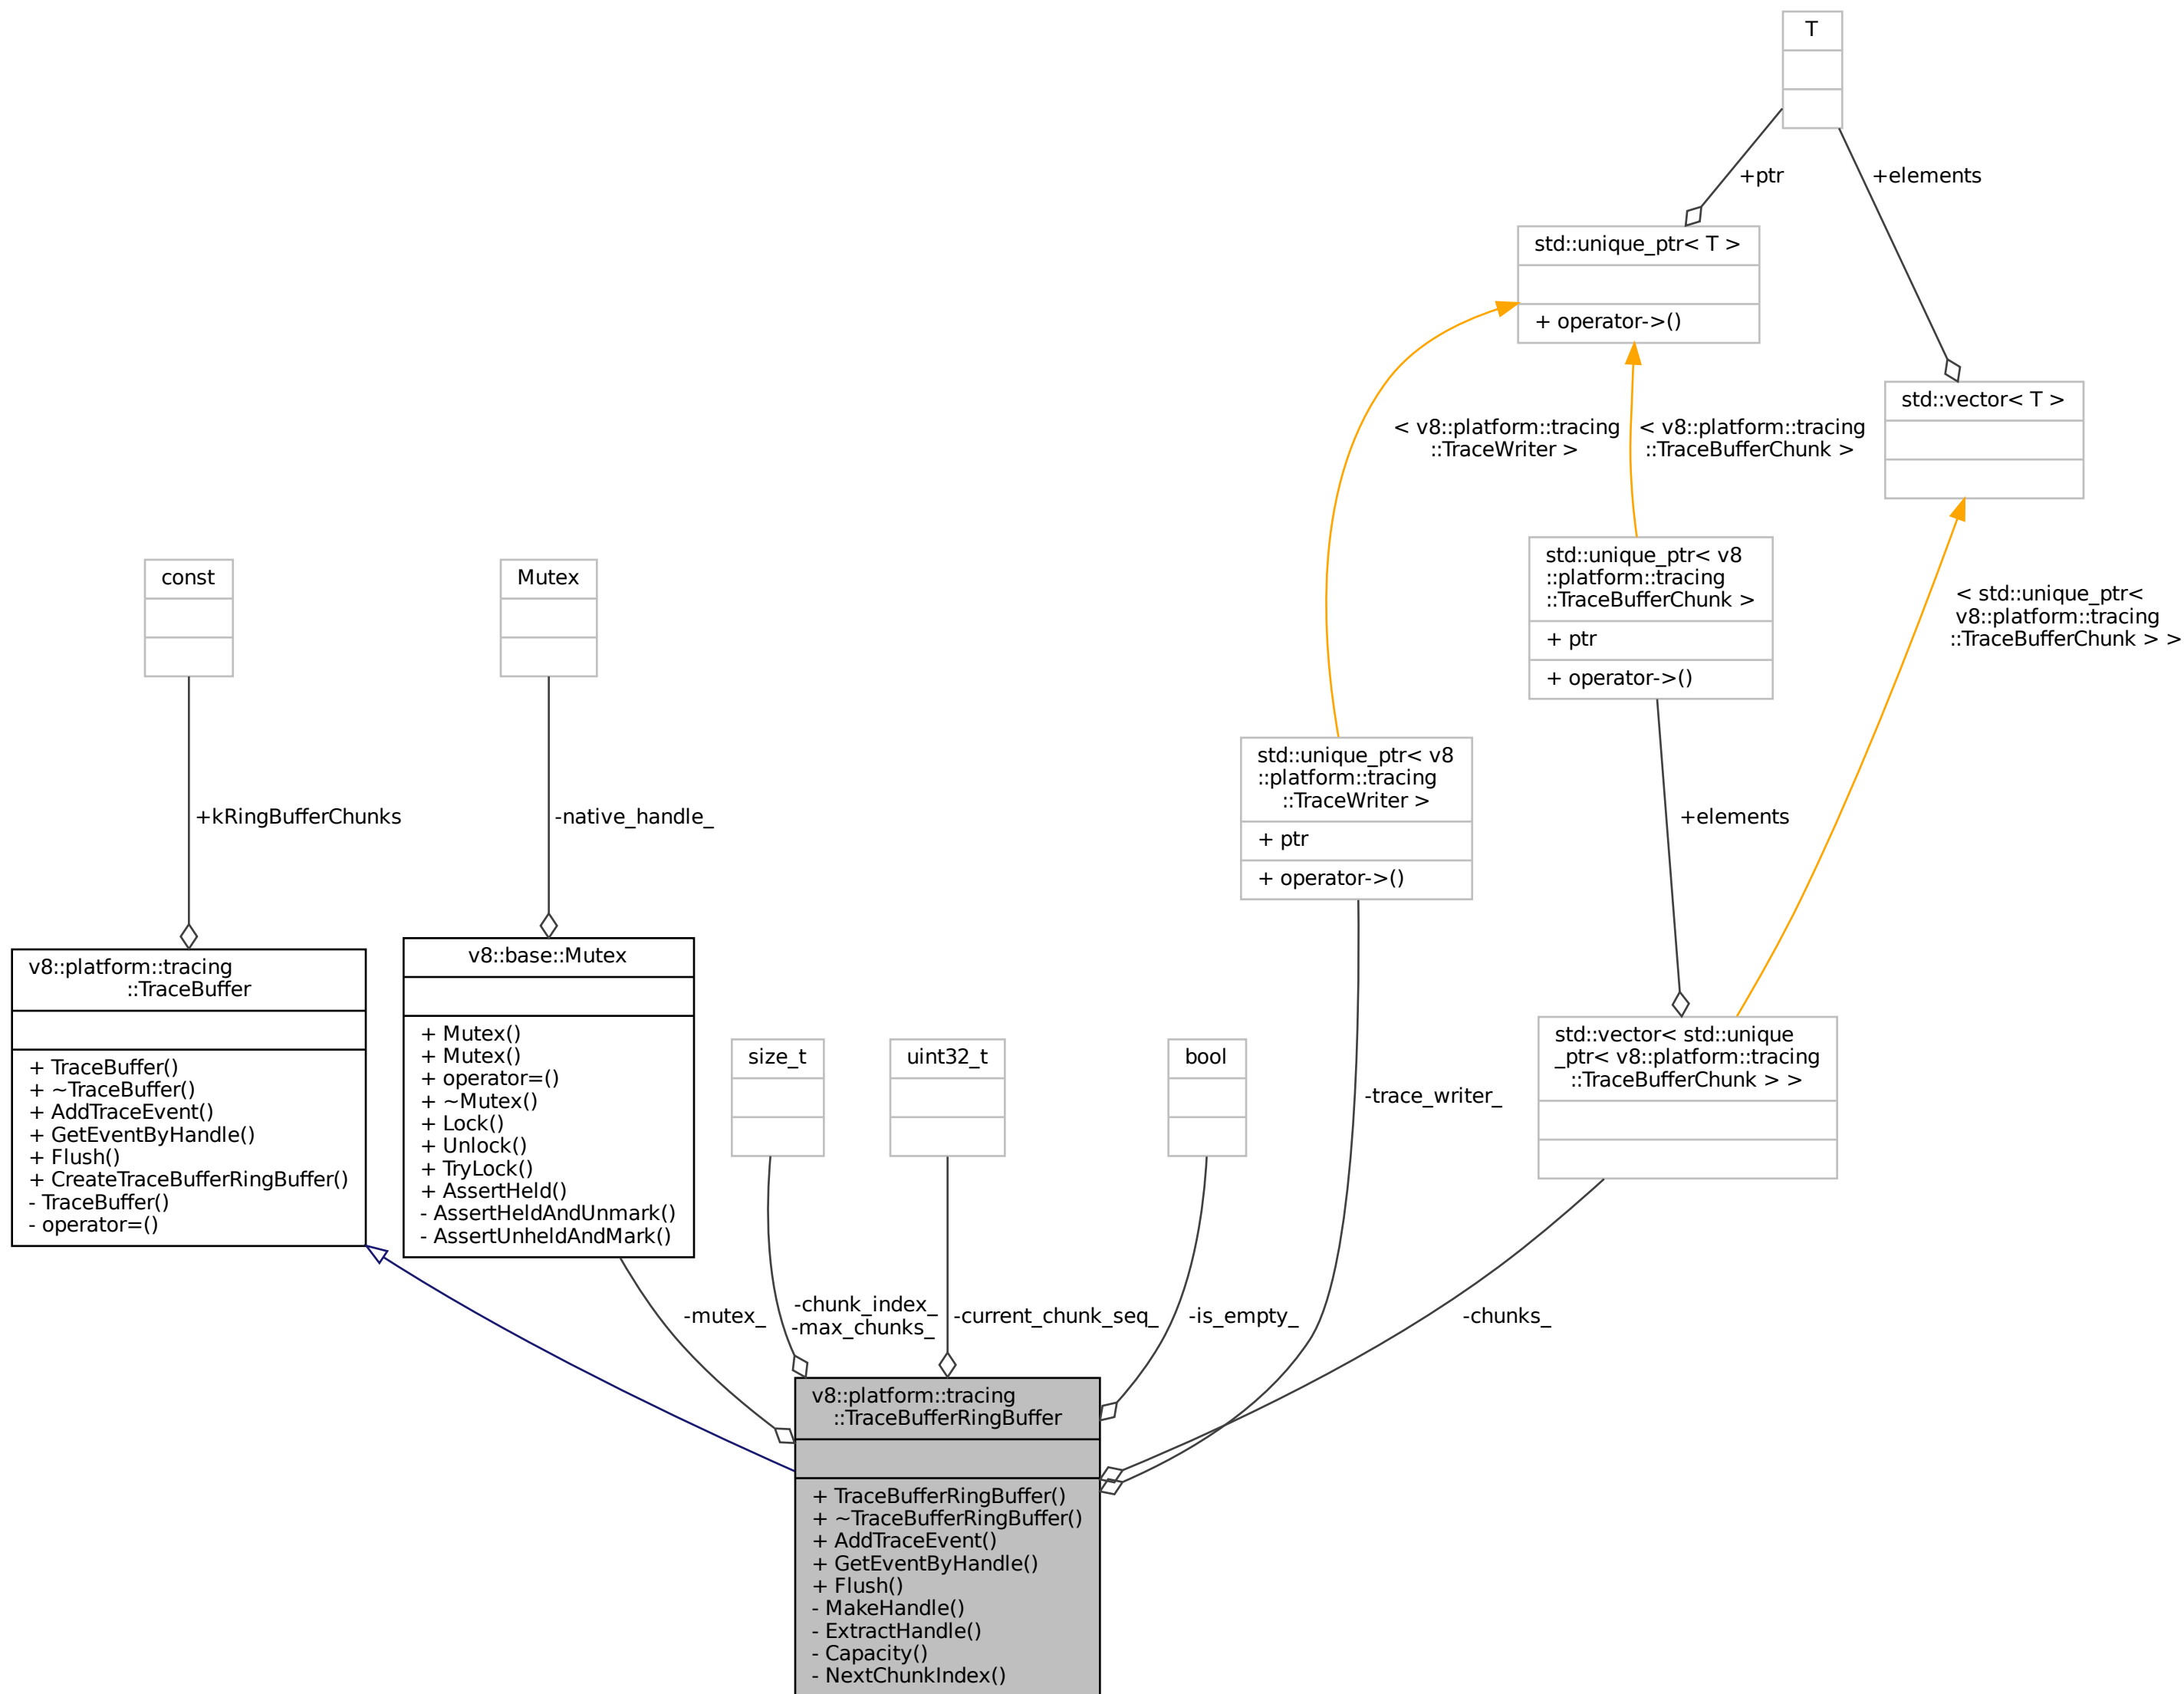 T
+ptr
+elements
std::unique_ptr< T >
+ operator->()
std::vector< T >
< v8::platform::tracing
::TraceWriter >
< v8::platform::tracing
::TraceBufferChunk >
const
Mutex
std::unique_ptr< v8
::platform::tracing
::TraceBufferChunk >
+ ptr
+ operator->()
< std::unique_ptr<
v8::platform::tracing
::TraceBufferChunk > >
std::unique_ptr< v8
::platform::tracing
::TraceWriter >
+ ptr
+ operator->()
+kRingBufferChunks
-native_handle_
+elements
v8::platform::tracing
::TraceBuffer
+ TraceBuffer()
+ ~TraceBuffer()
+ AddTraceEvent()
+ GetEventByHandle()
+ Flush()
+ CreateTraceBufferRingBuffer()
- TraceBuffer()
- operator=()
v8::base::Mutex
+ Mutex()
+ Mutex()
+ operator=()
+ ~Mutex()
+ Lock()
+ Unlock()
+ TryLock()
+ AssertHeld()
- AssertHeldAndUnmark()
- AssertUnheldAndMark()
size_t
uint32_t
bool
-trace_writer_
std::vector< std::unique
_ptr< v8::platform::tracing
::TraceBufferChunk > >
-mutex_
-chunk_index_
-max_chunks_
-current_chunk_seq_
-is_empty_
-chunks_
v8::platform::tracing
::TraceBufferRingBuffer
+ TraceBufferRingBuffer()
+ ~TraceBufferRingBuffer()
+ AddTraceEvent()
+ GetEventByHandle()
+ Flush()
- MakeHandle()
- ExtractHandle()
- Capacity()
- NextChunkIndex()